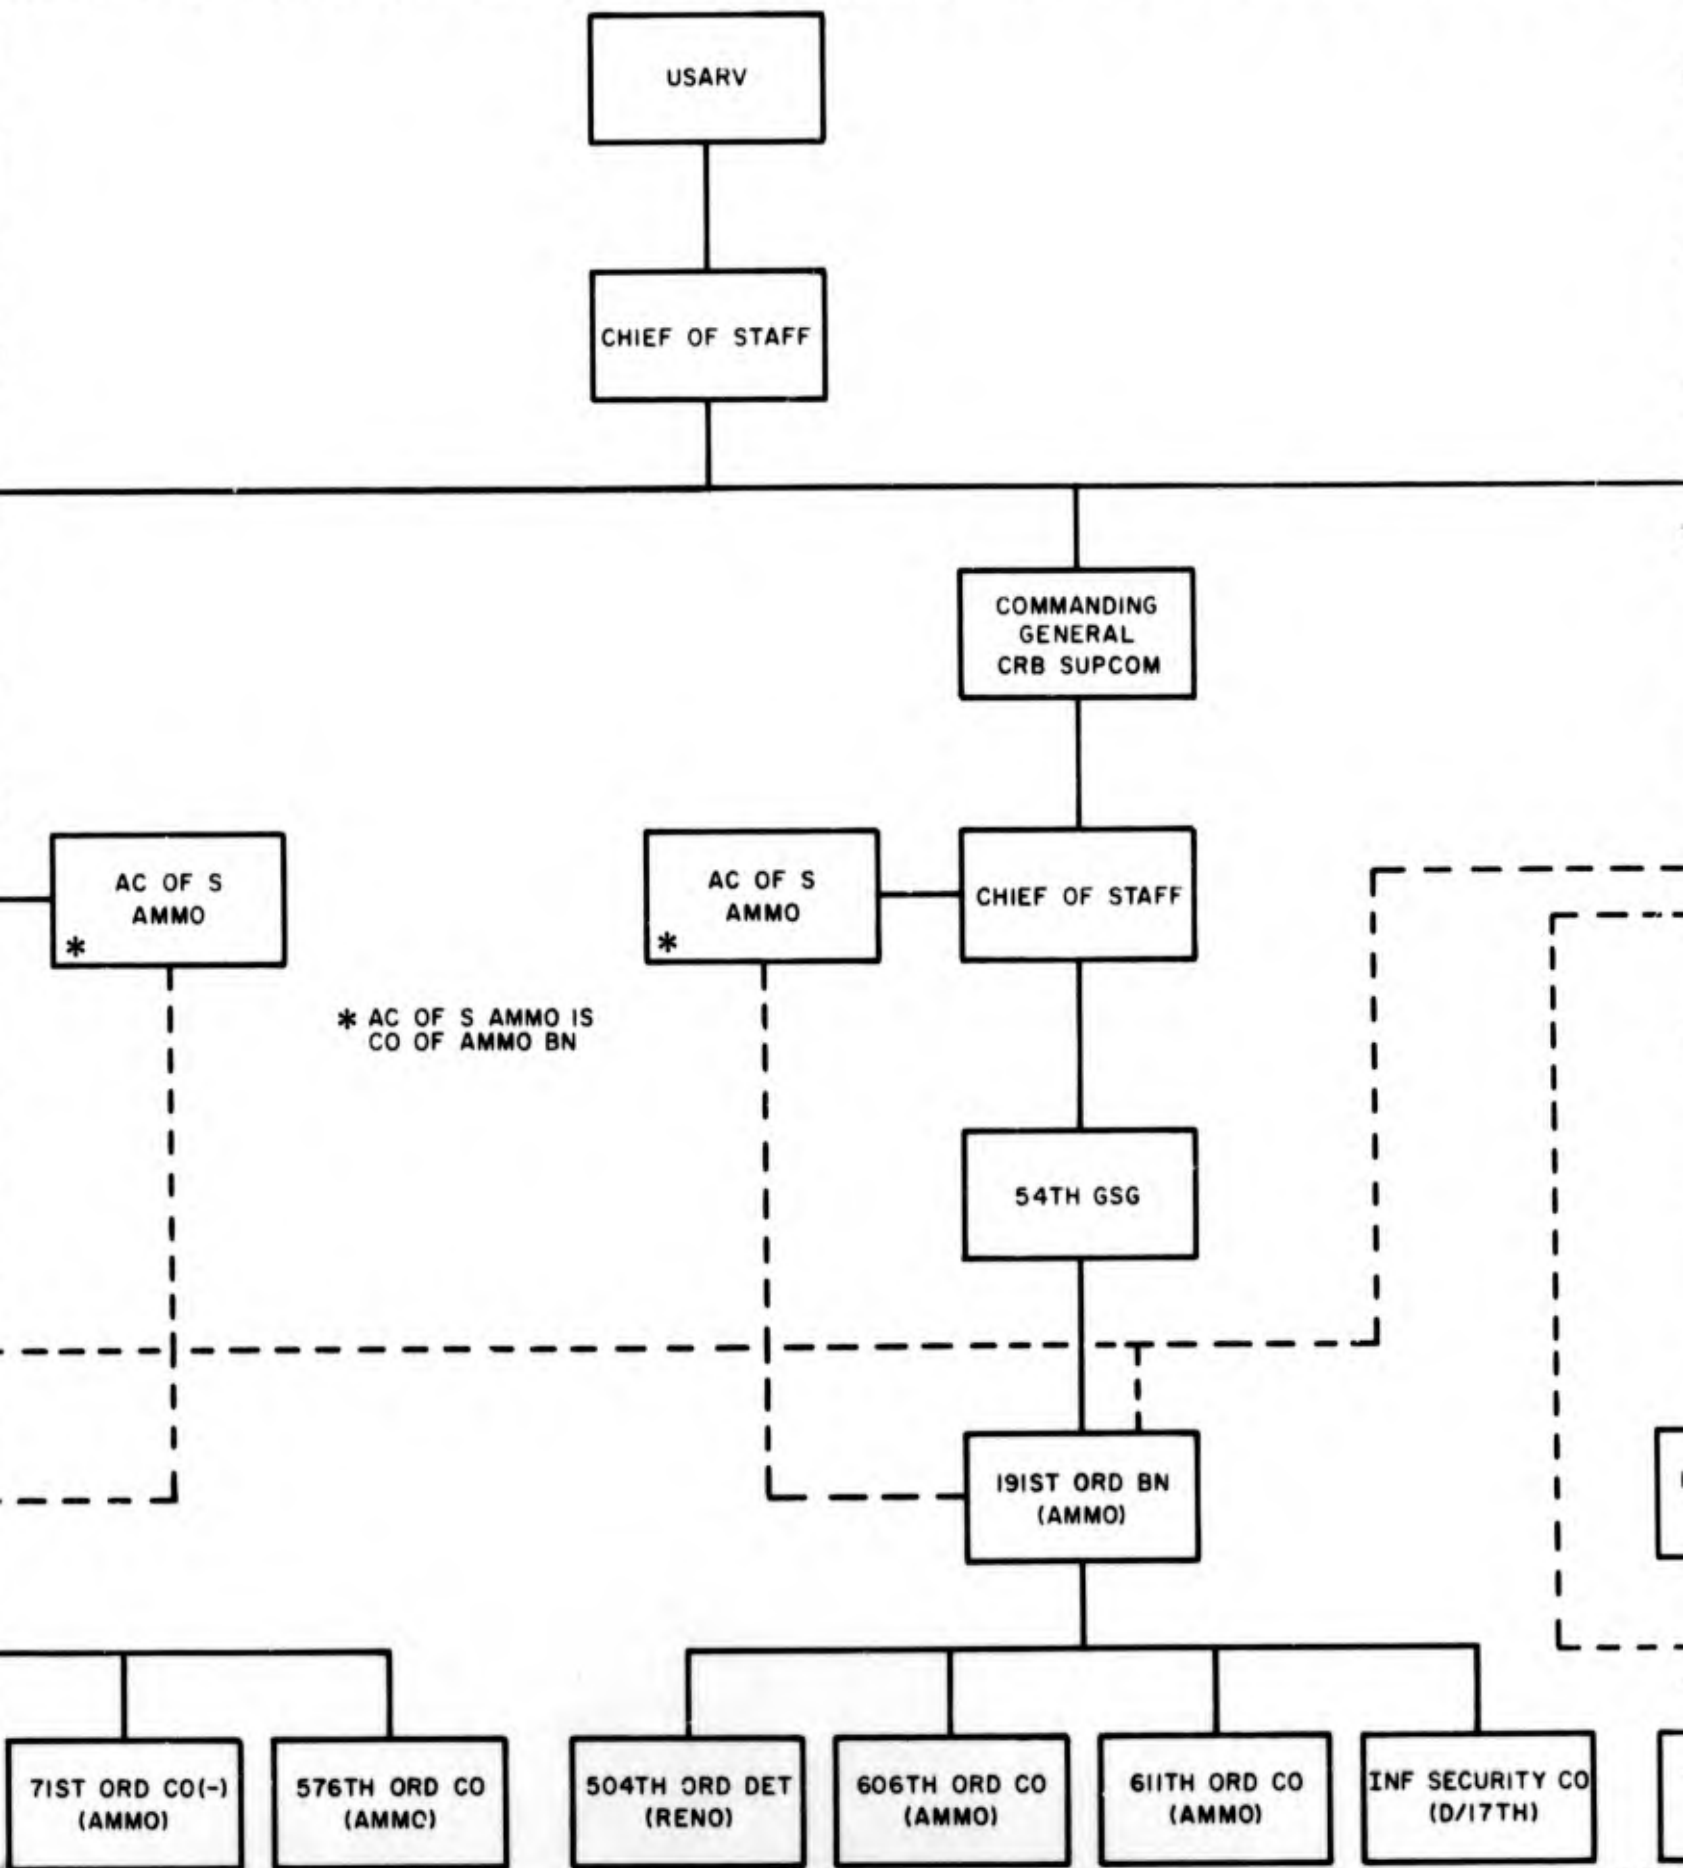 USARV
CHIEF OF STAFF
COMMANDING
GENERAL
CRB SUPCOM
AC OF S
AMMO
*
AC OF S
AMMO
*
CHIEF OF STAFF
* AC OF S AMMO IS
CO OF AMMO BN
54TH GSG
191ST ORD BN
(AMMO)
71ST ORD CO(-)
(AMMO)
576TH ORD CO
(AMMO)
504TH ORD DET
(RENO)
606TH ORD CO
(AMMO)
611TH ORD CO
(AMMO)
INF SECURITY CO
(D/17TH)